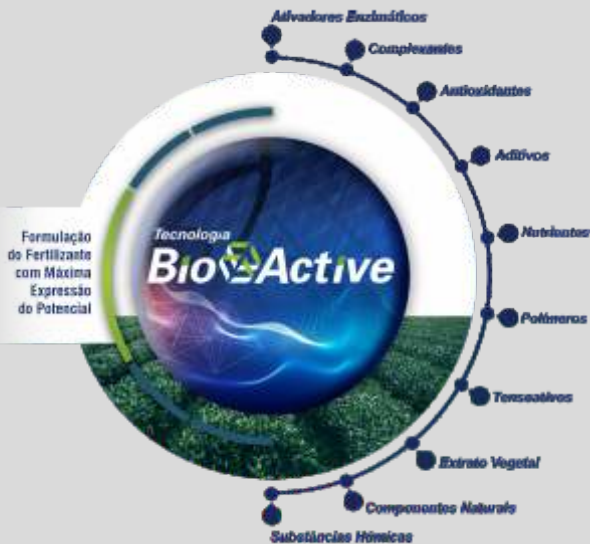 Ativadores Enzimáticos
Complexantes
Antioxidantes
Aditivos
Nutrientes
Polímeros
Tensoativos
Extrato Vegetal
Componentes Naturais
Substâncias Húmicas
Formulação
do Fertilizante
com Máxima
Expressão
do Potencial
Tecnologia
BioActive